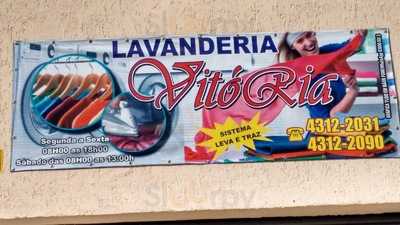 LAVANDERIA
VitóRia
SISTEMA
LEVA E TRAZ
4312-2031
4312-2090
Segunda a Sexta
08H00 as 18h00
Sábado das 08H00 as 13:00h